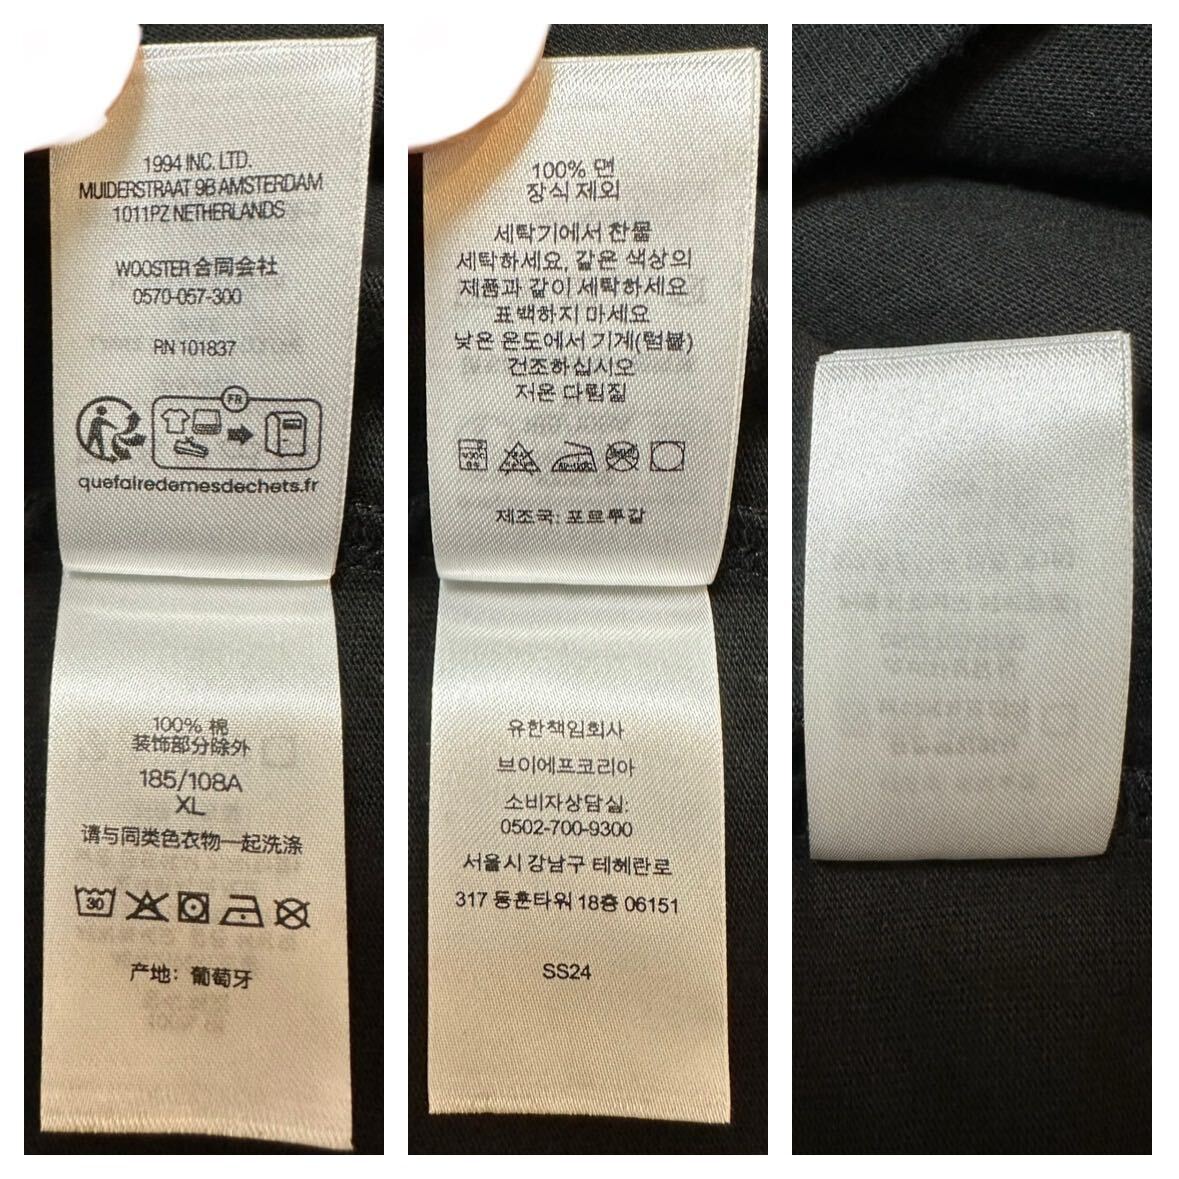 1994 INC. LTD.
MUIDERSTRAAT 9B AMSTERDAM
1011PZ NETHERLANDS
WOOSTER 合同会社
0570-057-300
RN 101837
FR
quefairedemesdechets.fr
100% 棉
装饰部分除外
185/108A
XL
请与同类色衣物一起洗涤
30
产地：葡萄牙
100% 면
장식 제외
세탁기에서 찬물
세탁하세요, 같은 색상의
제품과 같이 세탁하세요
표백하지 마세요
낮은 온도에서 기계(텀블)
건조하십시오
저온 다림질
제조국: 포르투갈
유한책임회사
브이에프코리아
소비자상담실:
0502-700-9300
서울시 강남구 테헤란로
317 동훈타워 18층 06151
SS24